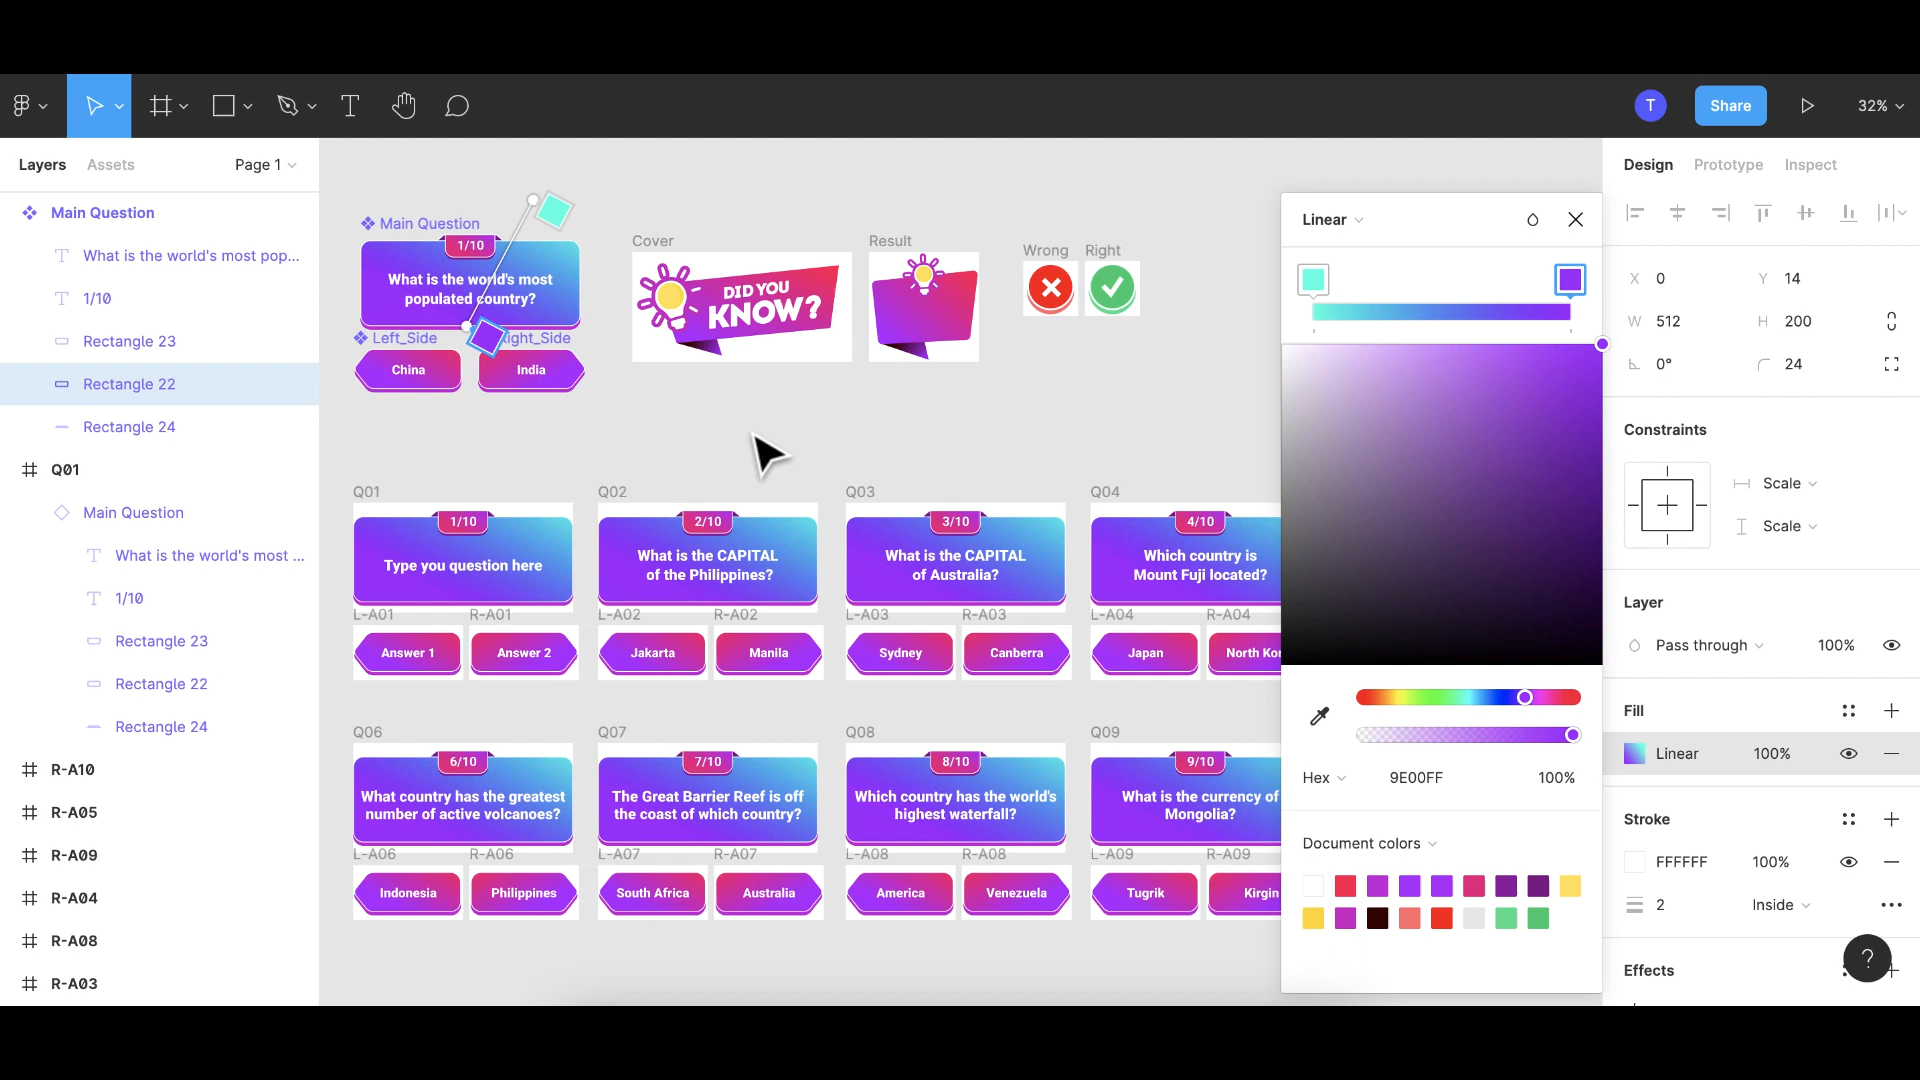 T
Share
32%
Layers
Assets
Page 1
Main Question
What is the world's most pop...
1/10
Rectangle 23
Rectangle 22
Rectangle 24
Q01
Main Question
What is the world's most ...
1/10
Rectangle 23
Rectangle 22
Rectangle 24
R-A10
R-A05
R-A09
R-A04
R-A08
R-A03
Main Question
1/10
What is the world's most
populated country?
Left_Side
ight_Side
China
India
Cover
DID YOU
KNOW?
Result
Wrong
Right
Q01
1/10
Type you question here
L-A01
R-A01
Answer 1
Answer 2
Q02
2/10
What is the CAPITAL
of the Philippines?
L-A02
R-A02
Jakarta
Manila
Q03
3/10
What is the CAPITAL
of Australia?
L-A03
R-A03
Sydney
Canberra
Q04
4/10
Which country is
Mount Fuji located?
L-A04
R-A04
Japan
North Kor
Q06
6/10
What country has the greatest
number of active volcanoes?
L-A06
R-A06
Indonesia
Philippines
Q07
7/10
The Great Barrier Reef is off
the coast of which country?
L-A07
R-A07
South Africa
Australia
Q08
8/10
Which country has the world's
highest waterfall?
L-A08
R-A08
America
Venezuela
Q09
9/10
What is the currency of
Mongolia?
L-A09
R-A09
Tugrik
Kirgin
Linear
Hex
9E00FF
100%
Document colors
Design
Prototype
Inspect
X 0
Y 14
W 512
H 200
0°
24
Constraints
Scale
Scale
Layer
Pass through
100%
Fill
Linear
100%
Stroke
FFFFFF
100%
2
Inside
Effects
?